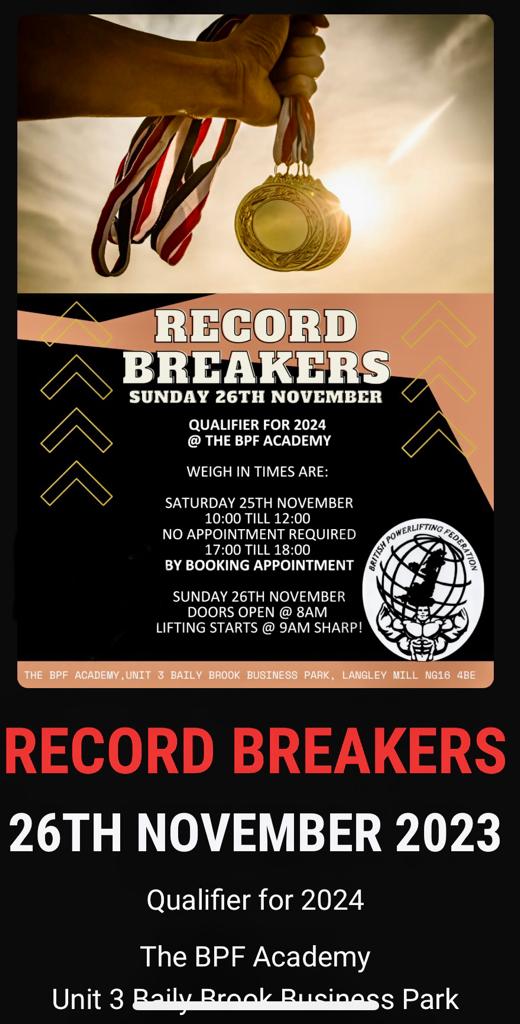 RECORD
BREAKERS
SUNDAY 26TH NOVEMBER
QUALIFIER FOR 2024
@ THE BPF ACADEMY
WEIGH IN TIMES ARE:
SATURDAY 25TH NOVEMBER
10:00 TILL 12:00
NO APPOINTMENT REQUIRED
17:00 TILL 18:00
BY BOOKING APPOINTMENT
SUNDAY 26TH NOVEMBER
DOORS OPEN @ 8AM
LIFTING STARTS @ 9AM SHARP!
BRITISH POWERLIFTING FEDERATION
THE BPF ACADEMY,UNIT 3 BAILY BROOK BUSINESS PARK, LANGLEY MILL NG16 4BE
RECORD BREAKERS
26TH NOVEMBER 2023
Qualifier for 2024
The BPF Academy
Unit 3 Baily Brook Business Park